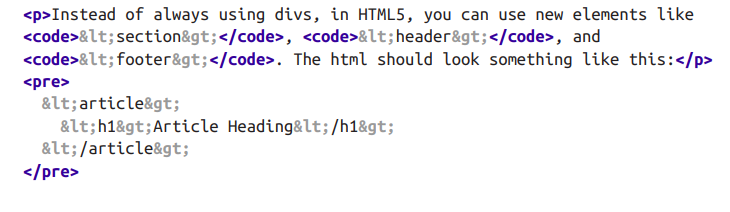 <p>Instead of always using divs, in HTML5, you can use new elements like
<code>&lt;section&gt;</code>, <code>&lt;header&gt;</code>, and
<code>&lt;footer&gt;</code>. The html should look something like this:</p>
<pre>
  &lt;article&gt;
    &lt;h1&gt;Article Heading&lt;/h1&gt;
  &lt;/article&gt;
</pre>